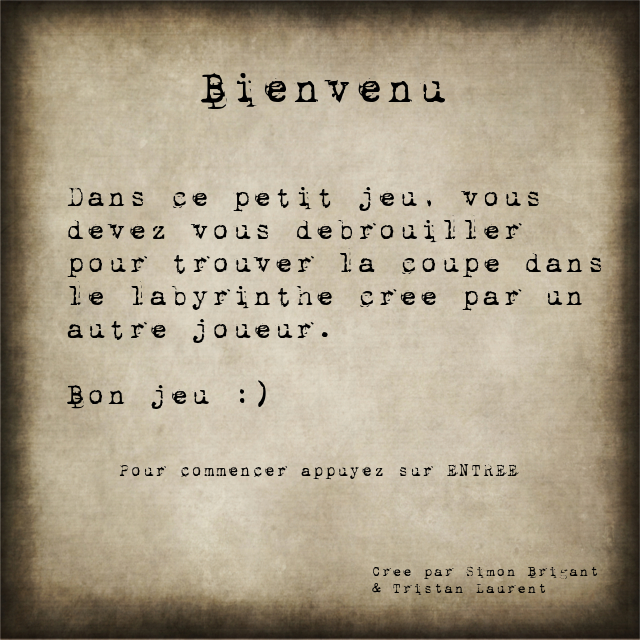 Bienvenu
Dans ce petit jeu, vous
devez vous debrouiller
pour trouver la coupe dans
le labyrinthe cree par un
autre joueur.
Bon jeu :)
Pour commencer appuyez sur ENTREE
Cree par Simon Brigant
& Tristan Laurent